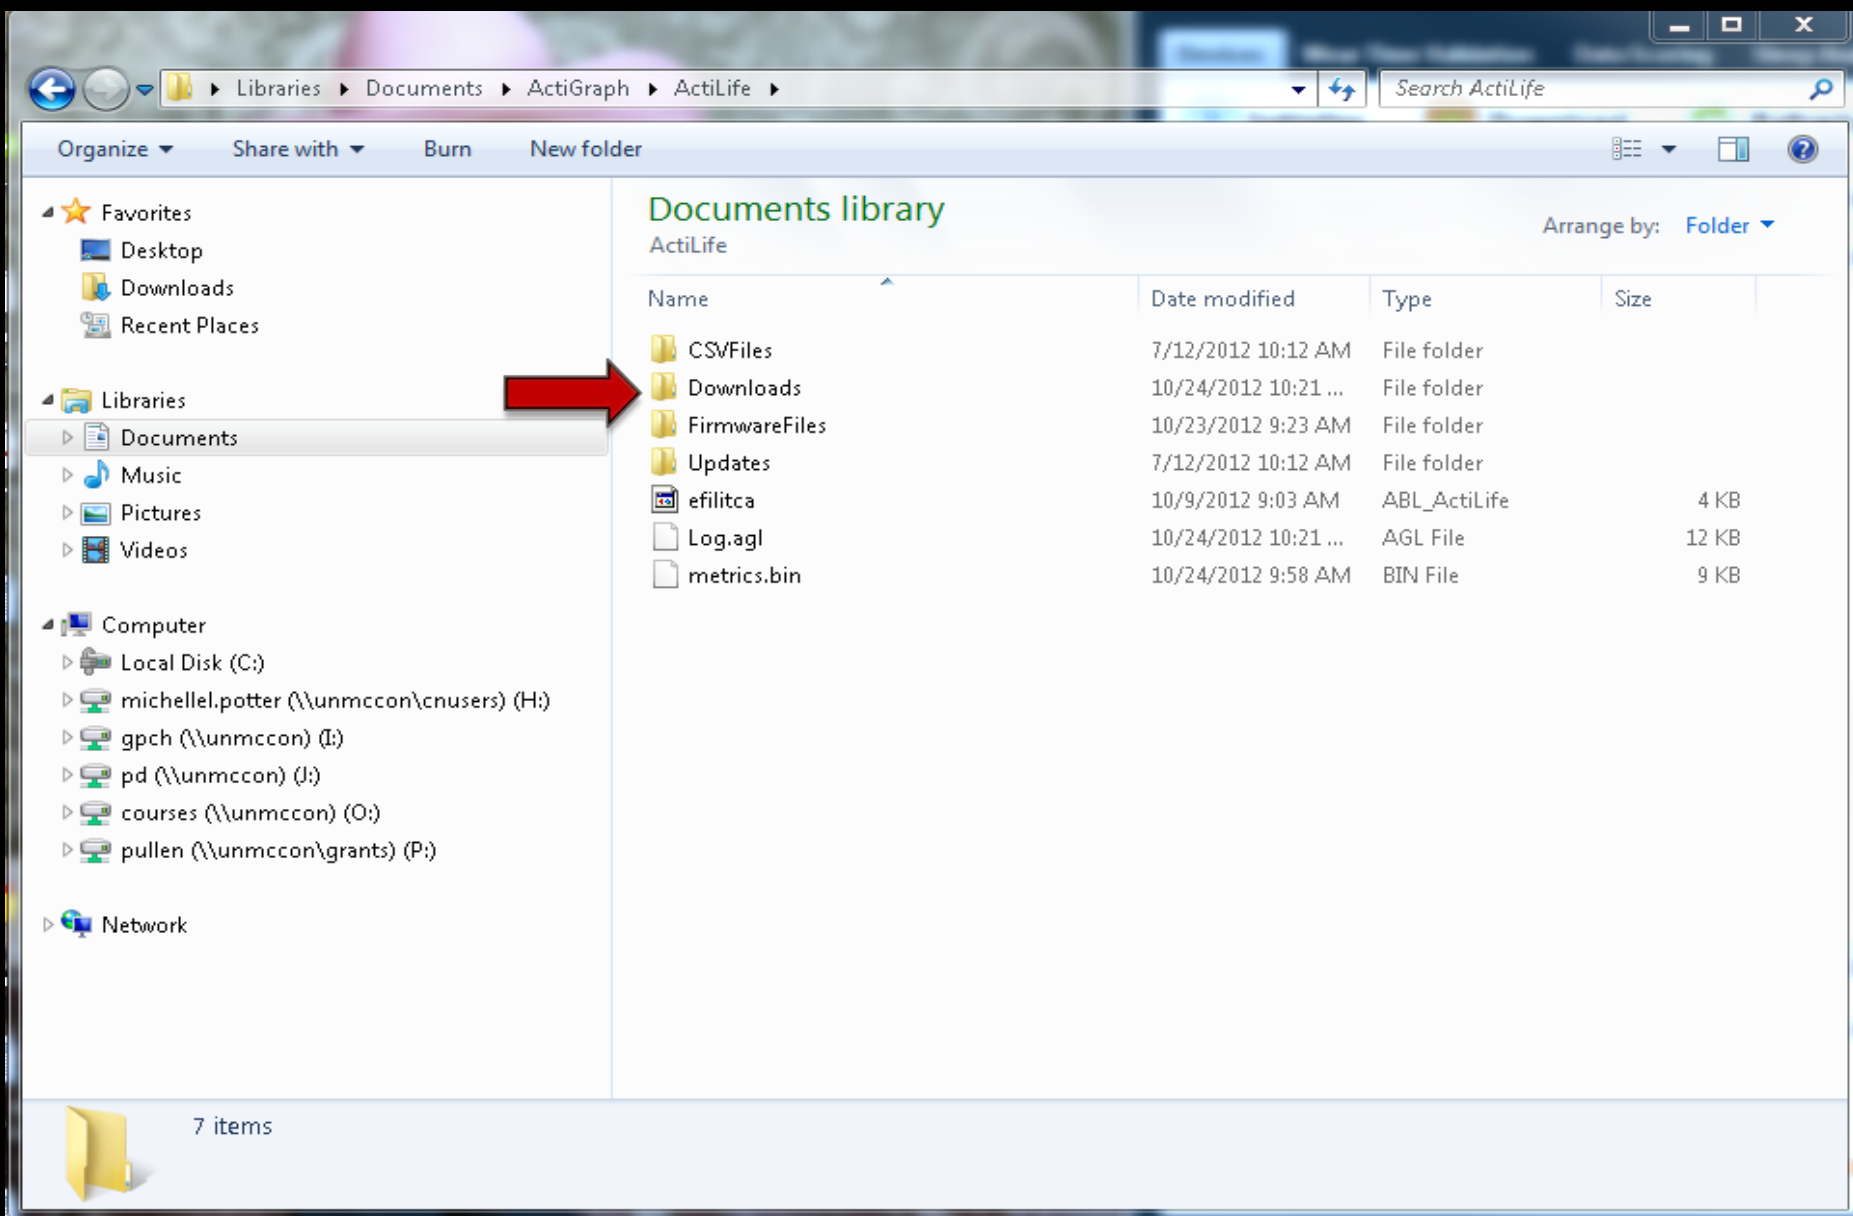 Libraries ▸ Documents ▸ ActiGraph ▸ ActiLife ▸
Search ActiLife
Organize Share with Burn New folder
Favorites
Desktop
Downloads
Recent Places
Libraries
Documents
Music
Pictures
Videos
Computer
Local Disk (C:)
michellel.potter (\\unmccon\cnusers) (H:)
gpch (\\unmccon) (I:)
pd (\\unmccon) (J:)
courses (\\unmccon) (O:)
pullen (\\unmccon\grants) (P:)
Network
Documents library
ActiLife
Arrange by: Folder
Name Date modified Type Size
CSVFiles 7/12/2012 10:12 AM File folder
Downloads 10/24/2012 10:21 ... File folder
FirmwareFiles 10/23/2012 9:23 AM File folder
Updates 7/12/2012 10:12 AM File folder
efilitca 10/9/2012 9:03 AM ABL_ActiLife 4 KB
Log.agl 10/24/2012 10:21 ... AGL File 12 KB
metrics.bin 10/24/2012 9:58 AM BIN File 9 KB
7 items